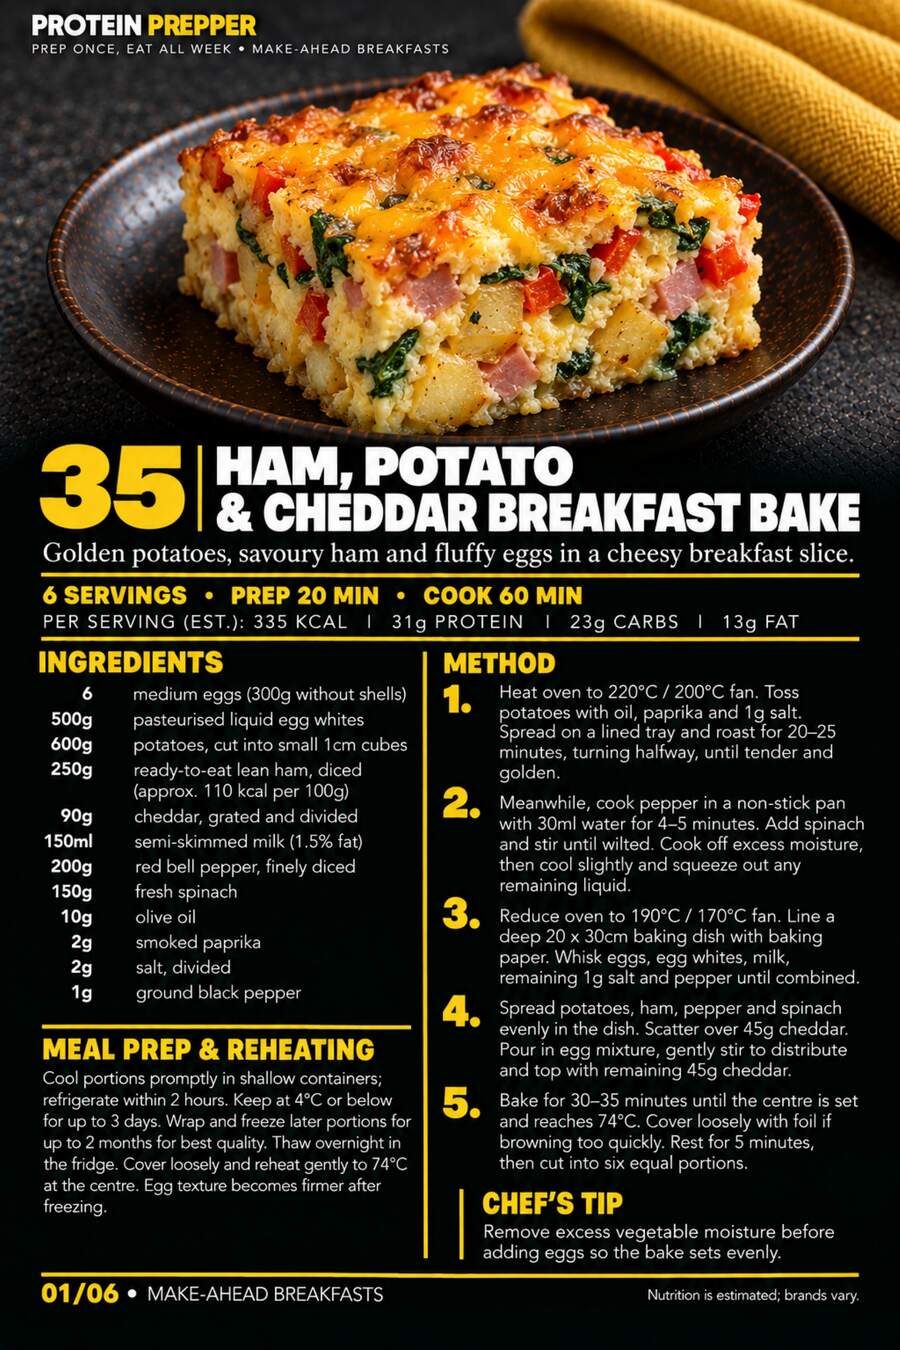 PROTEIN PREPPER
PREP ONCE, EAT ALL WEEK • MAKE-AHEAD BREAKFASTS
35
HAM, POTATO
& CHEDDAR BREAKFAST BAKE
Golden potatoes, savoury ham and fluffy eggs in a cheesy breakfast slice.
6 SERVINGS • PREP 20 MIN • COOK 60 MIN
PER SERVING (EST.): 335 KCAL | 31g PROTEIN | 23g CARBS | 13g FAT
INGREDIENTS
6 medium eggs (300g without shells)
500g pasteurised liquid egg whites
600g potatoes, cut into small 1cm cubes
250g ready-to-eat lean ham, diced
(approx. 110 kcal per 100g)
90g cheddar, grated and divided
150ml semi-skimmed milk (1.5% fat)
200g red bell pepper, finely diced
150g fresh spinach
10g olive oil
2g smoked paprika
2g salt, divided
1g ground black pepper
MEAL PREP & REHEATING
Cool portions promptly in shallow containers;
refrigerate within 2 hours. Keep at 4°C or below
for up to 3 days. Wrap and freeze later portions for
up to 2 months for best quality. Thaw overnight in
the fridge. Cover loosely and reheat gently to 74°C
at the centre. Egg texture becomes firmer after
freezing.
METHOD
1. Heat oven to 220°C / 200°C fan. Toss
potatoes with oil, paprika and 1g salt.
Spread on a lined tray and roast for 20–25
minutes, turning halfway, until tender and
golden.
2. Meanwhile, cook pepper in a non-stick pan
with 30ml water for 4–5 minutes. Add spinach
and stir until wilted. Cook off excess moisture,
then cool slightly and squeeze out any
remaining liquid.
3. Reduce oven to 190°C / 170°C fan. Line a
deep 20 x 30cm baking dish with baking
paper. Whisk eggs, egg whites, milk,
remaining 1g salt and pepper until combined.
4. Spread potatoes, ham, pepper and spinach
evenly in the dish. Scatter over 45g cheddar.
Pour in egg mixture, gently stir to distribute
and top with remaining 45g cheddar.
5. Bake for 30–35 minutes until the centre is set
and reaches 74°C. Cover loosely with foil if
browning too quickly. Rest for 5 minutes,
then cut into six equal portions.
CHEF'S TIP
Remove excess vegetable moisture before
adding eggs so the bake sets evenly.
01/06 • MAKE-AHEAD BREAKFASTS
Nutrition is estimated; brands vary.